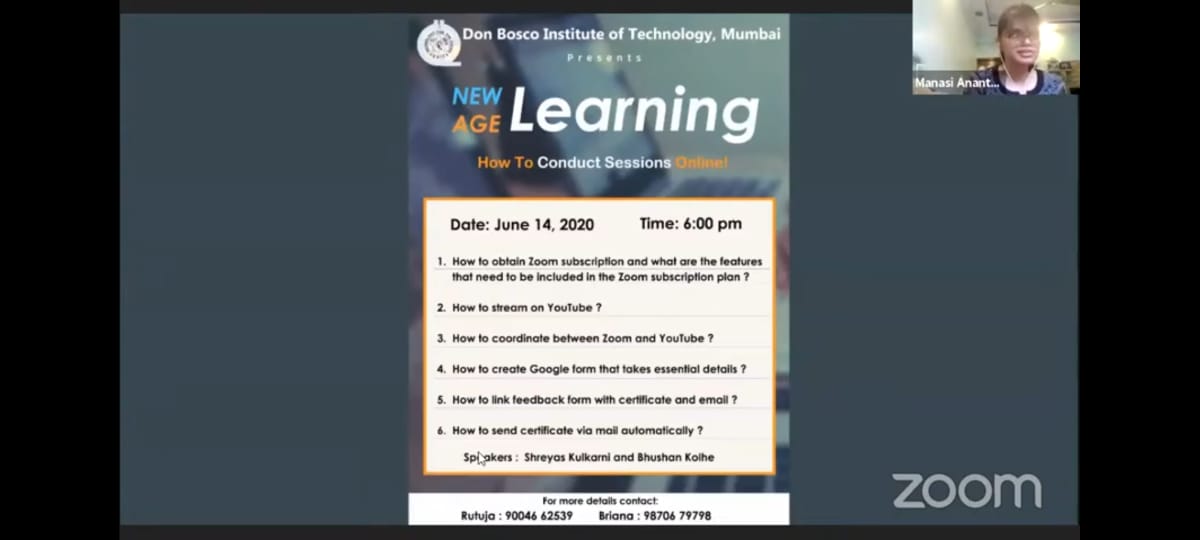 Don Bosco Institute of Technology, Mumbai
Presents
NEW AGE Learning
How To Conduct Sessions Online!
Date: June 14, 2020 Time: 6:00 pm
1. How to obtain Zoom subscription and what are the features
that need to be included in the Zoom subscription plan ?
2. How to stream on YouTube ?
3. How to coordinate between Zoom and YouTube ?
4. How to create Google form that takes essential details ?
5. How to link feedback form with certificate and email ?
6. How to send certificate via mail automatically ?
Speakers : Shreyas Kulkarni and Bhushan Kolhe
For more details contact:
Rutuja : 90046 62539 Briana : 98706 79798
Manasi Anant...
zoom